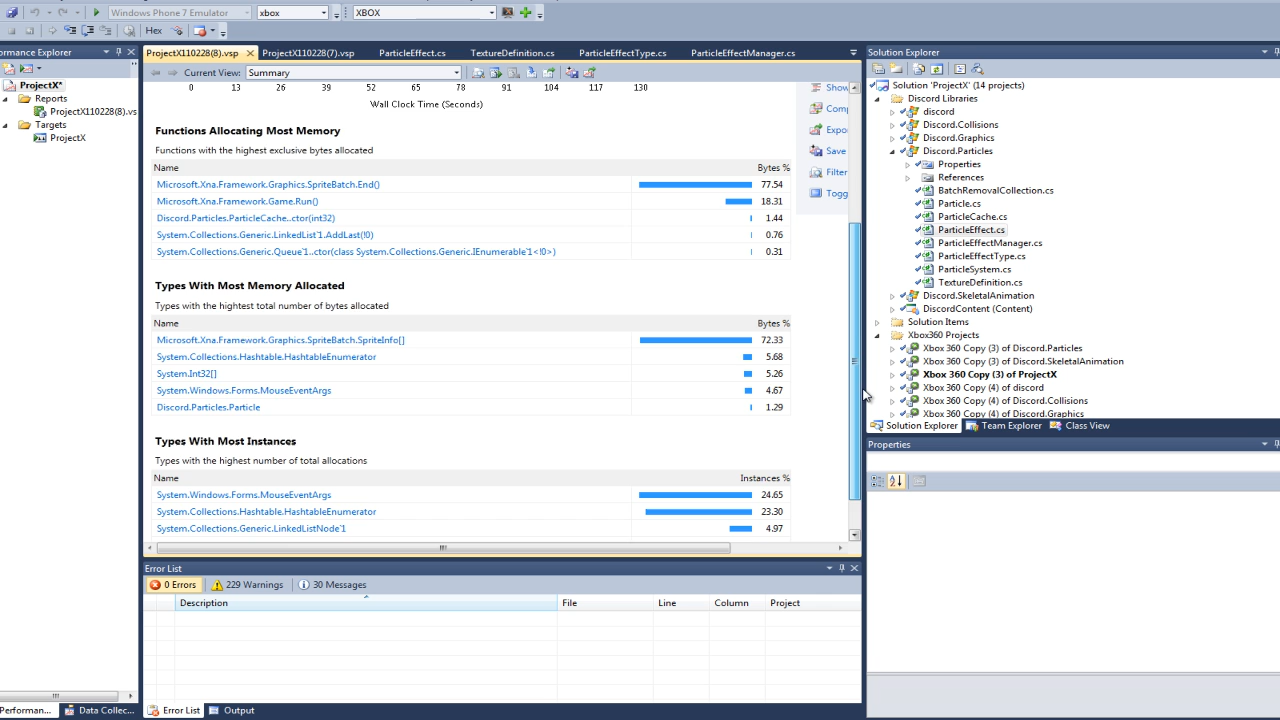 Windows Phone 7 Emulator
xbox
XBOX
Hex
ormance Explorer
ProjectX*
Reports
ProjectX110228(8).vs
Targets
ProjectX
Performan...
Data Collec...
ProjectX110228(8).vsp
ProjectX110228(7).vsp
ParticleEffect.cs
TextureDefinition.cs
ParticleEffectType.cs
ParticleEffectManager.cs
Current View: Summary
0 13 26 39 52 65 78 91 104 117 130
Wall Clock Time (Seconds)
Functions Allocating Most Memory
Functions with the highest exclusive bytes allocated
Name Bytes %
Microsoft.Xna.Framework.Graphics.SpriteBatch.End() 77.54
Microsoft.Xna.Framework.Game.Run() 18.31
Discord.Particles.ParticleCache..ctor(int32) 1.44
System.Collections.Generic.LinkedList`1.AddLast(!0) 0.76
System.Collections.Generic.Queue`1..ctor(class System.Collections.Generic.IEnumerable`1<!0>) 0.31
Types With Most Memory Allocated
Types with the highest total number of bytes allocated
Name Bytes %
Microsoft.Xna.Framework.Graphics.SpriteBatch.SpriteInfo[] 72.33
System.Collections.Hashtable.HashtableEnumerator 5.68
System.Int32[] 5.26
System.Windows.Forms.MouseEventArgs 4.67
Discord.Particles.Particle 1.29
Types With Most Instances
Types with the highest number of total allocations
Name Instances %
System.Windows.Forms.MouseEventArgs 24.65
System.Collections.Hashtable.HashtableEnumerator 23.30
System.Collections.Generic.LinkedListNode`1 4.97
Show
Comp
Expo
Save
Filter
Togg
Error List
0 Errors
229 Warnings
30 Messages
Description File Line Column Project
Error List
Output
Solution Explorer
Solution 'ProjectX' (14 projects)
Discord Libraries
discord
Discord.Collisions
Discord.Graphics
Discord.Particles
Properties
References
BatchRemovalCollection.cs
Particle.cs
ParticleCache.cs
ParticleEffect.cs
ParticleEffectManager.cs
ParticleEffectType.cs
ParticleSystem.cs
TextureDefinition.cs
Discord.SkeletalAnimation
DiscordContent (Content)
Solution Items
Xbox360 Projects
Xbox 360 Copy (3) of Discord.Particles
Xbox 360 Copy (3) of Discord.SkeletalAnimation
Xbox 360 Copy (3) of ProjectX
Xbox 360 Copy (4) of discord
Xbox 360 Copy (4) of Discord.Collisions
Xbox 360 Copy (4) of Discord.Graphics
Solution Explorer
Team Explorer
Class View
Properties